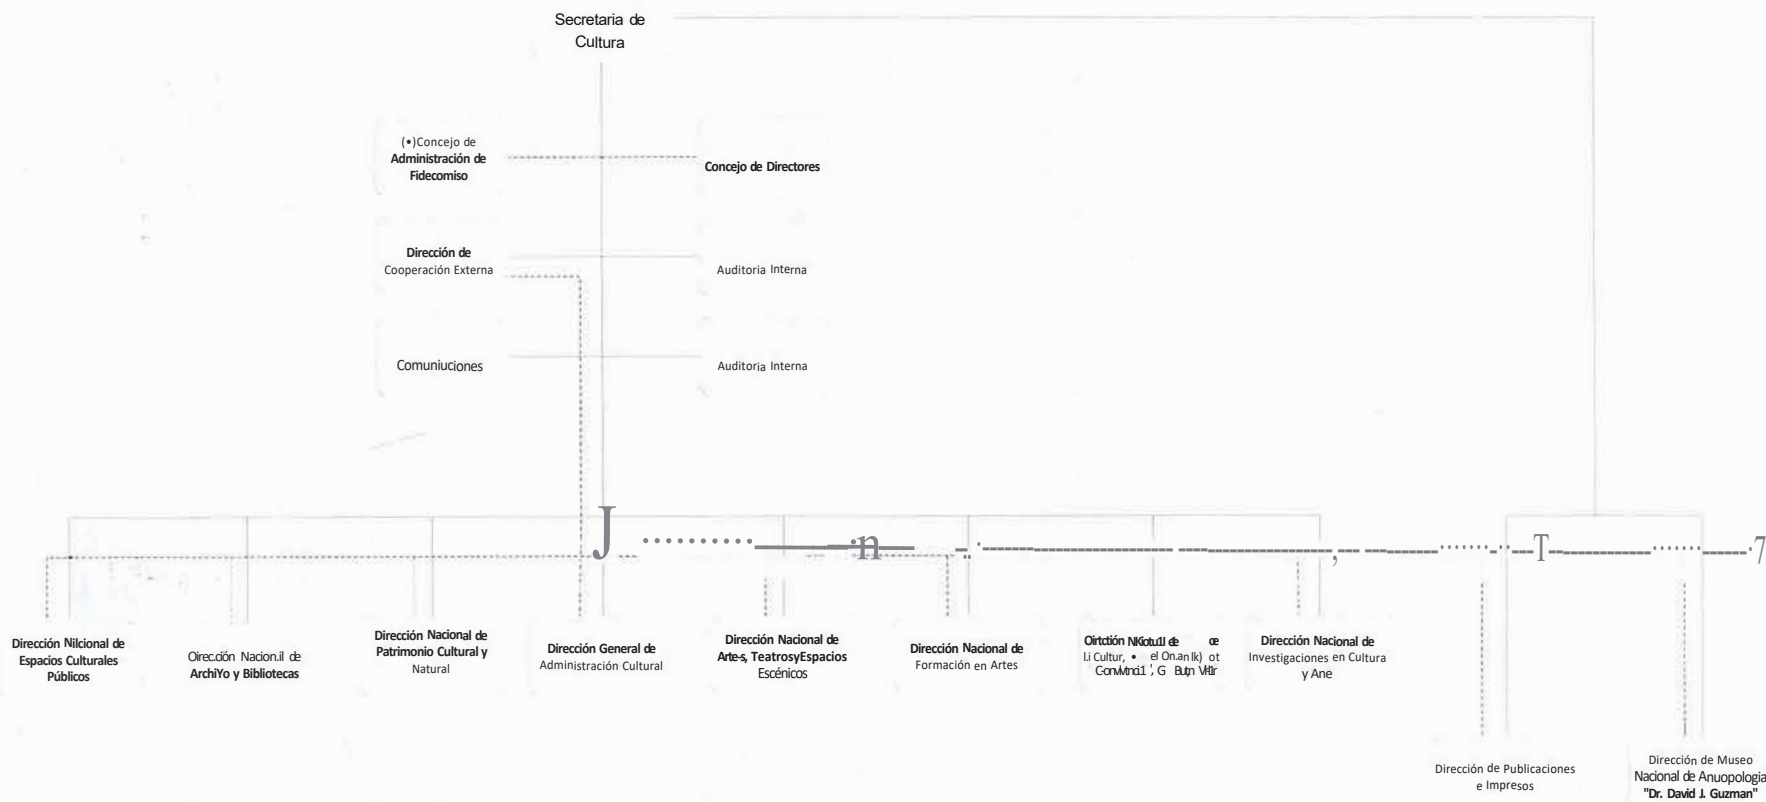 Secretaria de
Cultura
(•)Concejo de
Administración de
Fidecomiso
Concejo de Directores
Dirección de
Cooperación Externa
Auditoria Interna
Comuniuciones
Auditoria Interna
J
n
T
7
Dirección Nilcional de
Espacios Culturales
Públicos
Oirec.ción Nacion.il de
ArchiYo y Bibliotecas
Dirección Nacional de
Patrimonio Cultural y
Natural
Dirección General de
Administración Cultural
Dirección Nacional de
Arte-s, TeatrosyEspacios
Escénicos
Dirección Nacional de
Formación en Artes
de
Cultur,
Dirección Nacional de
Investigaciones en Cultura
y Ane
Dirección de Publicaciones
e Impresos
Dirección de Museo
Nacional de Anuopologia
"Dr. David J. Guzman"